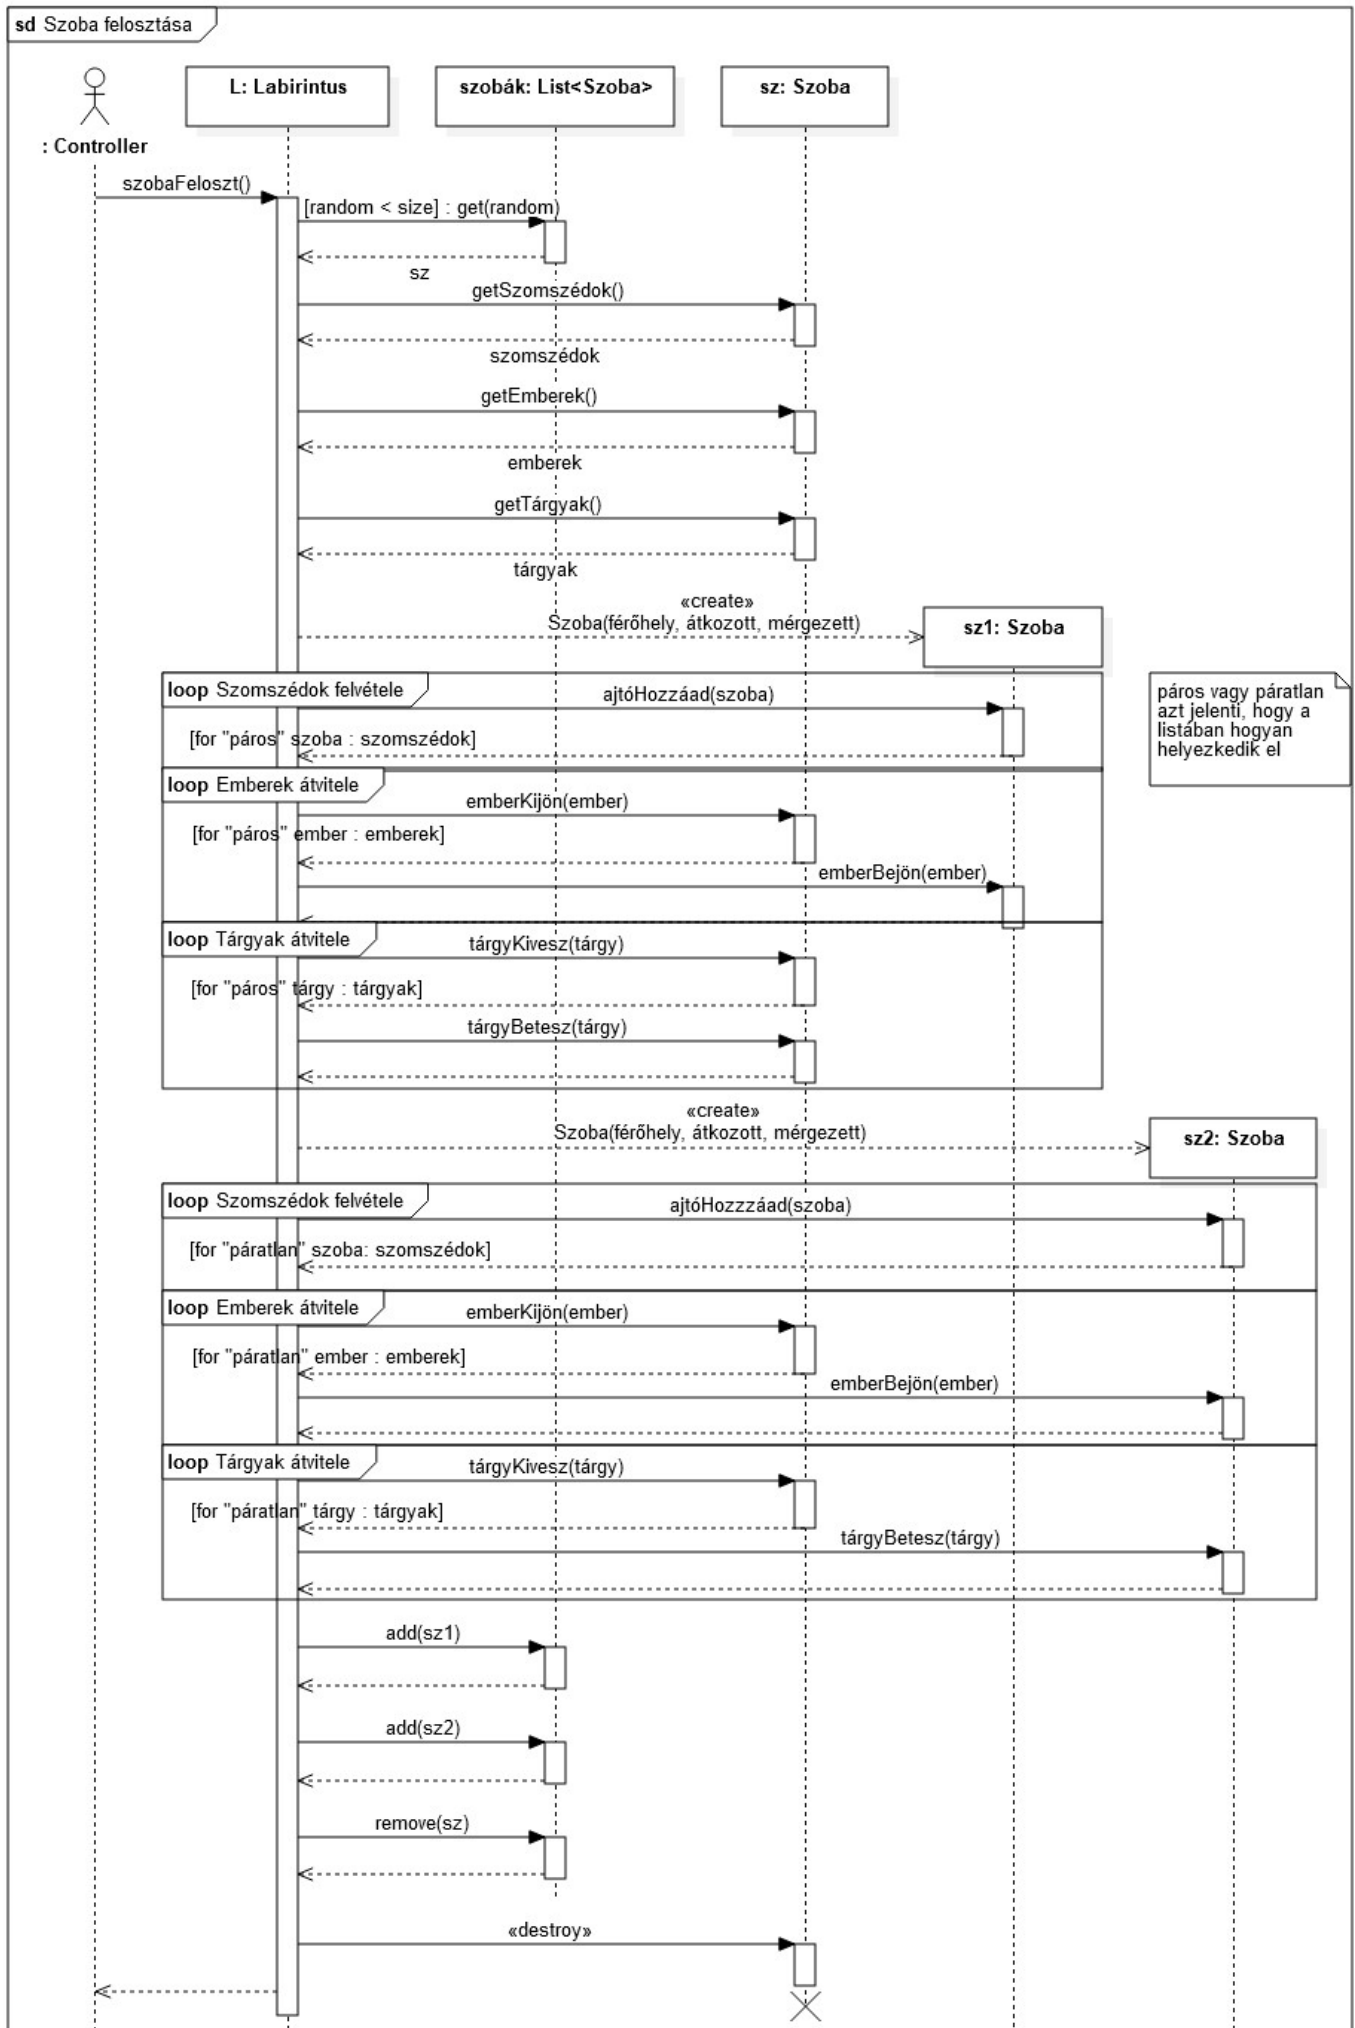 sd Szoba felosztása
L: Labirintus
szobák: List<Szoba>
sz: Szoba
: Controller
szobaFeloszt()
[random < size] : get(random)
sz
getSzomszédok()
szomszédok
getEmberek()
emberek
getTárgyak()
tárgyak
«create»
Szoba(férőhely, átkozott, mérgezett)
sz1: Szoba
loop Szomszédok felvétele
ajtóHozzáad(szoba)
[for "páros" szoba : szomszédok]
páros vagy páratlan
azt jelenti, hogy a
listában hogyan
helyezkedik el
loop Emberek átvitele
emberKijön(ember)
[for "páros" ember : emberek]
emberBejön(ember)
loop Tárgyak átvitele
tárgyKivesz(tárgy)
[for "páros" tárgy : tárgyak]
tárgyBetesz(tárgy)
«create»
Szoba(férőhely, átkozott, mérgezett)
sz2: Szoba
loop Szomszédok felvétele
ajtóHozzzáad(szoba)
[for "páratlan" szoba: szomszédok]
loop Emberek átvitele
emberKijön(ember)
[for "páratlan" ember : emberek]
emberBejön(ember)
loop Tárgyak átvitele
tárgyKivesz(tárgy)
[for "páratlan" tárgy : tárgyak]
tárgyBetesz(tárgy)
add(sz1)
add(sz2)
remove(sz)
«destroy»